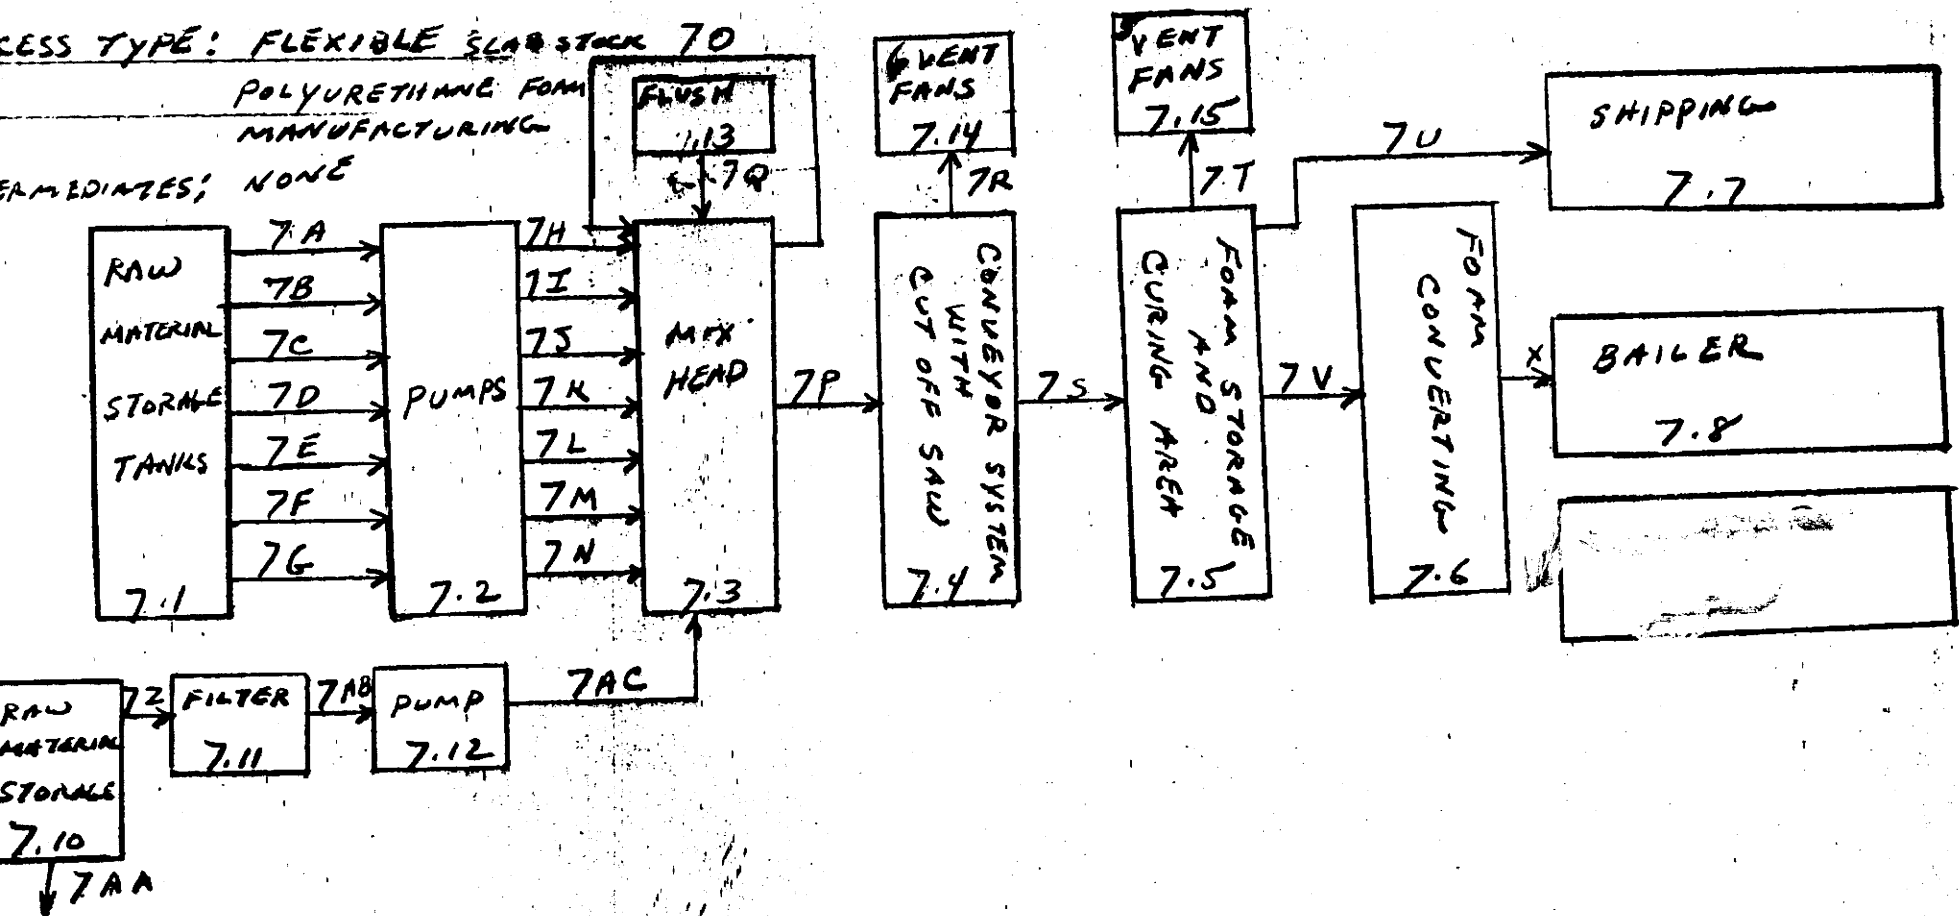 CESS TYPE: FLEXIBLE SLABSTOCK
POLYURETHANE FOAM
MANUFACTURING
ERMEDIATES: NONE
7O
FLUSH
7.13
7Q
6 VENT
FANS
7.14
7R
5 VENT
FANS
7.15
7T
7U
SHIPPING
7.7
RAW
MATERIAL
STORAGE
TANKS
7.1
7A
7B
7C
7D
7E
7F
7G
PUMPS
7.2
7H
7I
7J
7K
7L
7M
7N
MIX
HEAD
7.3
7P
CONVEYOR SYSTEM
WITH
CUT OFF SAW
7.4
7S
FOAM STORAGE
AND
CURING AREA
7.5
7V
FOAM
CONVERTING
7.6
X
BAILER
7.8
RAW
MATERIAL
STORAGE
7.10
7Z
FILTER
7.11
7AB
PUMP
7.12
7AC
7AA